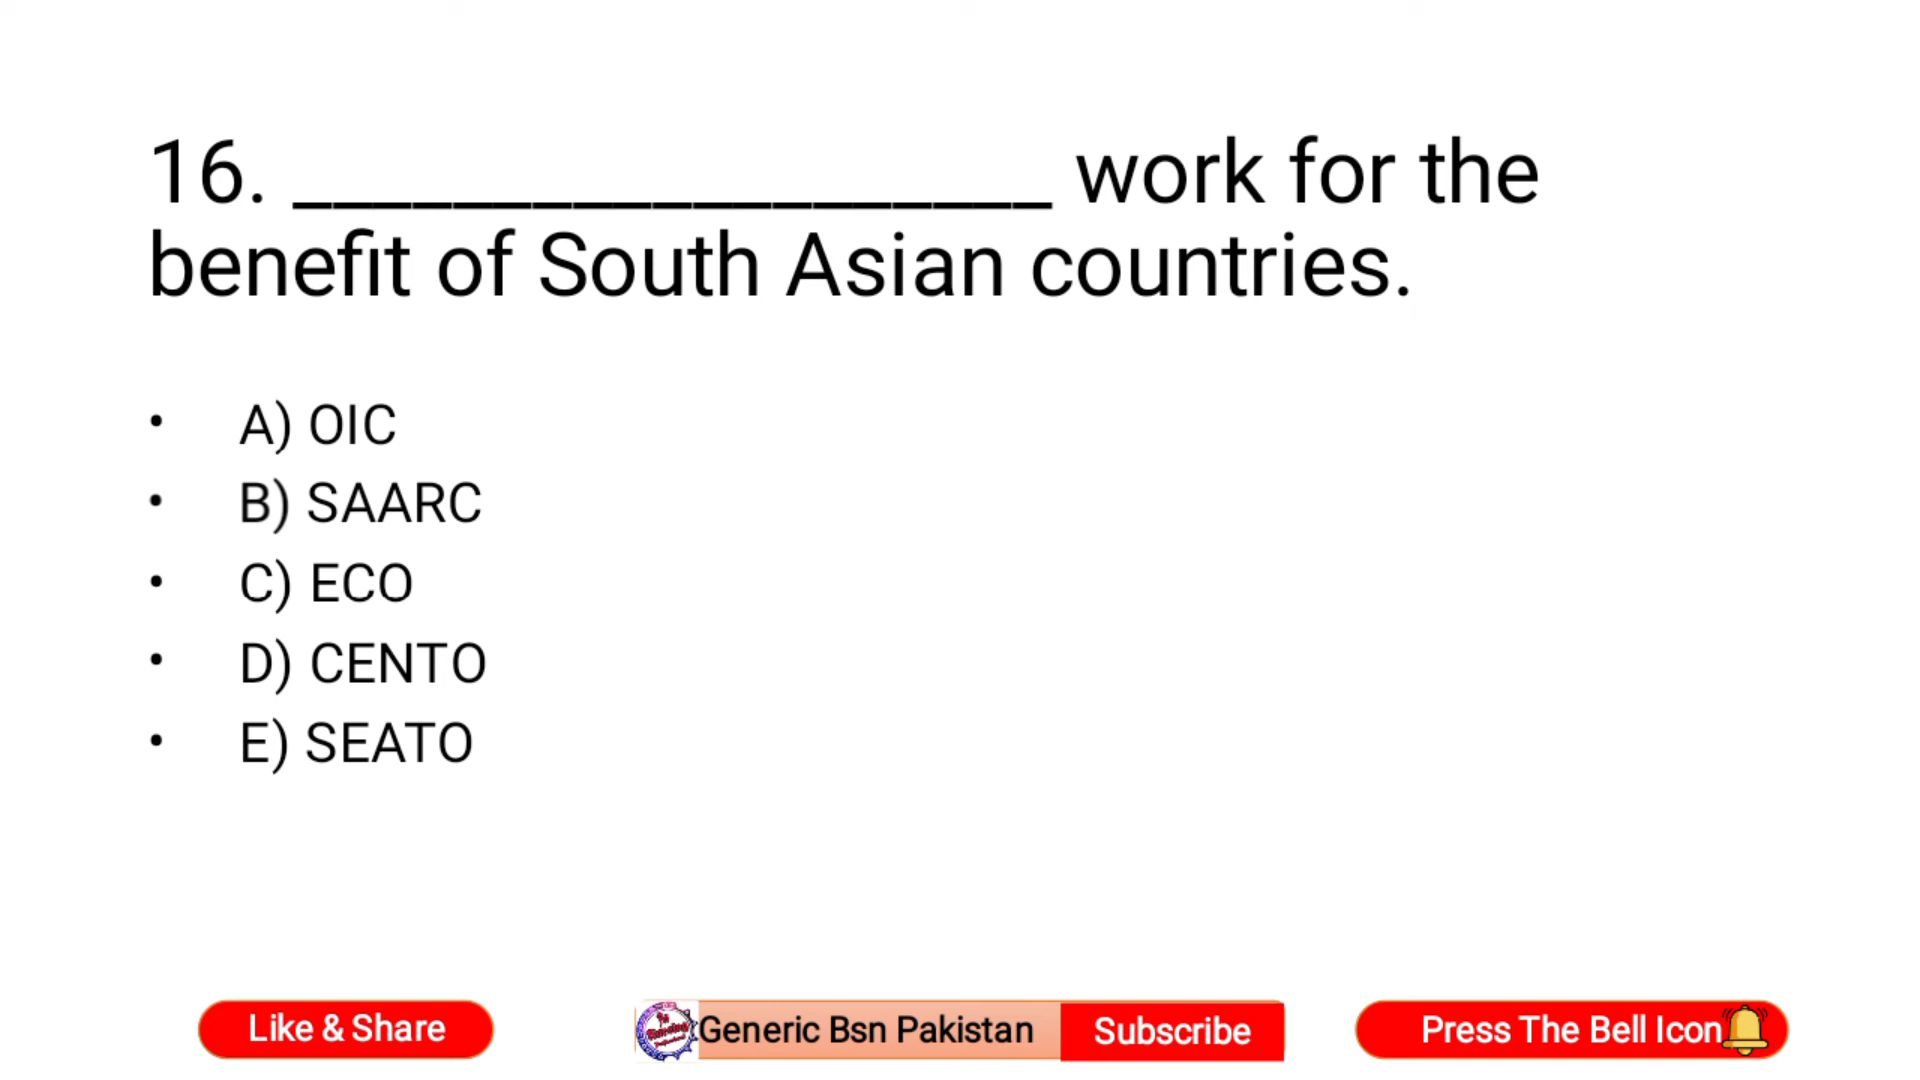 16. ___________________ work for the
benefit of South Asian countries.
• A) OIC
• B) SAARC
• C) ECO
• D) CENTO
• E) SEATO
Like & Share
Generic Bsn Pakistan
Subscribe
Press The Bell Icon